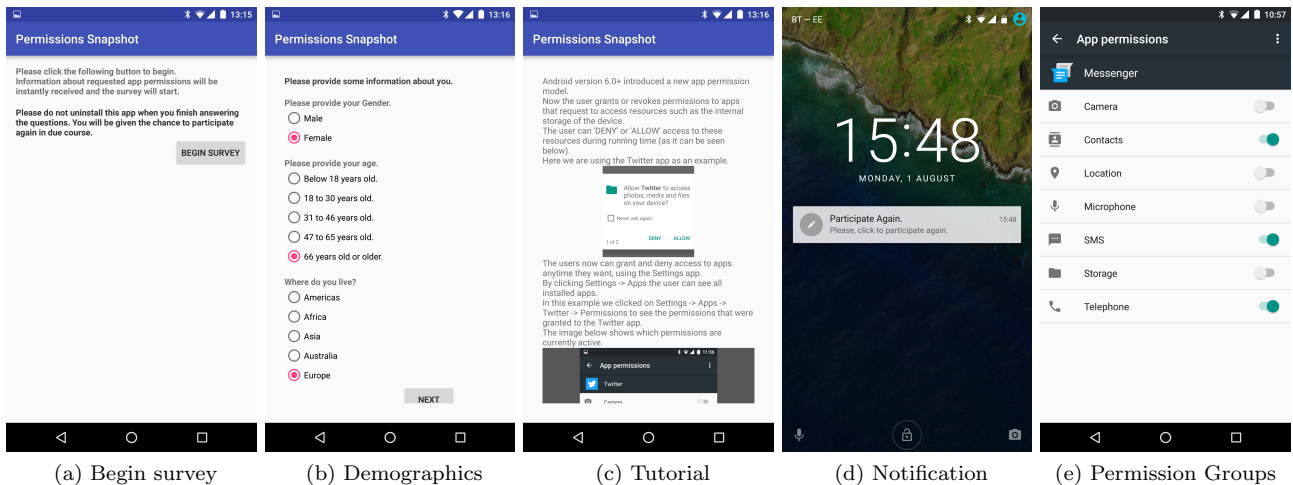 13:15
Permissions Snapshot
Please click the following button to begin.
Information about requested app permissions will be
instantly received and the survey will start.
Please do not uninstall this app when you finish answering
the questions. You will be given the chance to participate
again in due course.
BEGIN SURVEY
(a) Begin survey
13:16
Permissions Snapshot
Please provide some information about you.
Please provide your Gender.
Male
Female
Please provide your age.
Below 18 years old.
18 to 30 years old.
31 to 46 years old.
47 to 65 years old.
66 years old or older.
Where do you live?
Americas
Africa
Asia
Australia
Europe
NEXT
(b) Demographics
13:16
Permissions Snapshot
Android version 6.0+ introduced a new app permission
model.
Now the user grants or revokes permissions to apps
that request to access resources such as the internal
storage of the device.
The user can 'DENY' or 'ALLOW' access to these
resources during running time (as it can be seen
below).
Here we are using the Twitter app as an example.
Allow Twitter to access
photos, media and files
on your device?
Never ask again
1 of 2 DENY ALLOW
The users now can grant and deny access to apps
anytime they want, using the Settings app.
By clicking Settings -> Apps the user can see all
installed apps.
In this example we clicked on Settings -> Apps ->
Twitter -> Permissions to see the permissions that were
granted to the Twitter app.
The image below shows which permissions are
currently active.
11:56
App permissions
Twitter
Camera
(c) Tutorial
BT — EE
15:48
MONDAY, 1 AUGUST
Participate Again. 15:48
Please, click to participate again.
(d) Notification
10:57
App permissions
Messenger
Camera
Contacts
Location
Microphone
SMS
Storage
Telephone
(e) Permission Groups